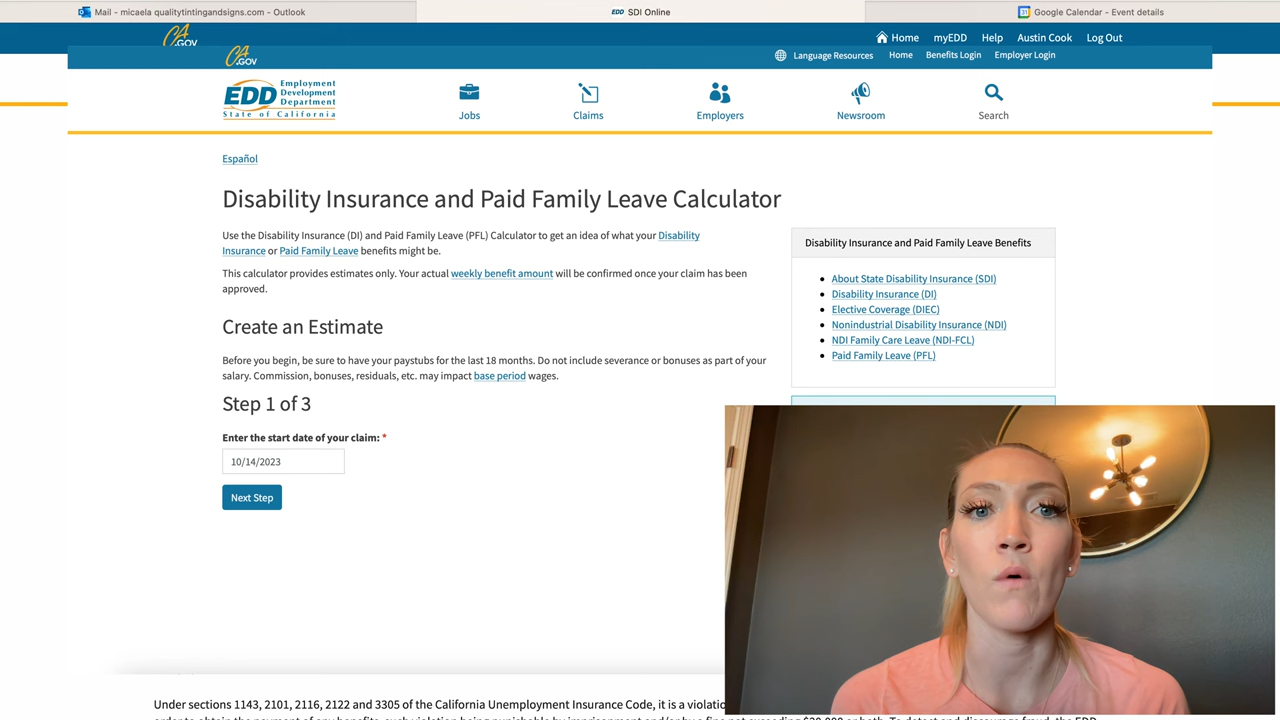 Mail - micaela qualitytintingandsigns.com - Outlook
SDI Online
Google Calendar - Event details
CA.GOV
Home myEDD Help Austin Cook Log Out
CA.GOV
Language Resources Home Benefits Login Employer Login
EDD Employment
Development
Department
State of California
Jobs Claims Employers Newsroom Search
Español
Disability Insurance and Paid Family Leave Calculator
Use the Disability Insurance (DI) and Paid Family Leave (PFL) Calculator to get an idea of what your Disability
Insurance or Paid Family Leave benefits might be.
This calculator provides estimates only. Your actual weekly benefit amount will be confirmed once your claim has been
approved.
Create an Estimate
Before you begin, be sure to have your paystubs for the last 18 months. Do not include severance or bonuses as part of your
salary. Commission, bonuses, residuals, etc. may impact base period wages.
Step 1 of 3
Enter the start date of your claim: *
10/14/2023
Next Step
Disability Insurance and Paid Family Leave Benefits
About State Disability Insurance (SDI)
Disability Insurance (DI)
Elective Coverage (DIEC)
Nonindustrial Disability Insurance (NDI)
NDI Family Care Leave (NDI-FCL)
Paid Family Leave (PFL)
Under sections 1143, 2101, 2116, 2122 and 3305 of the California Unemployment Insurance Code, it is a violatio